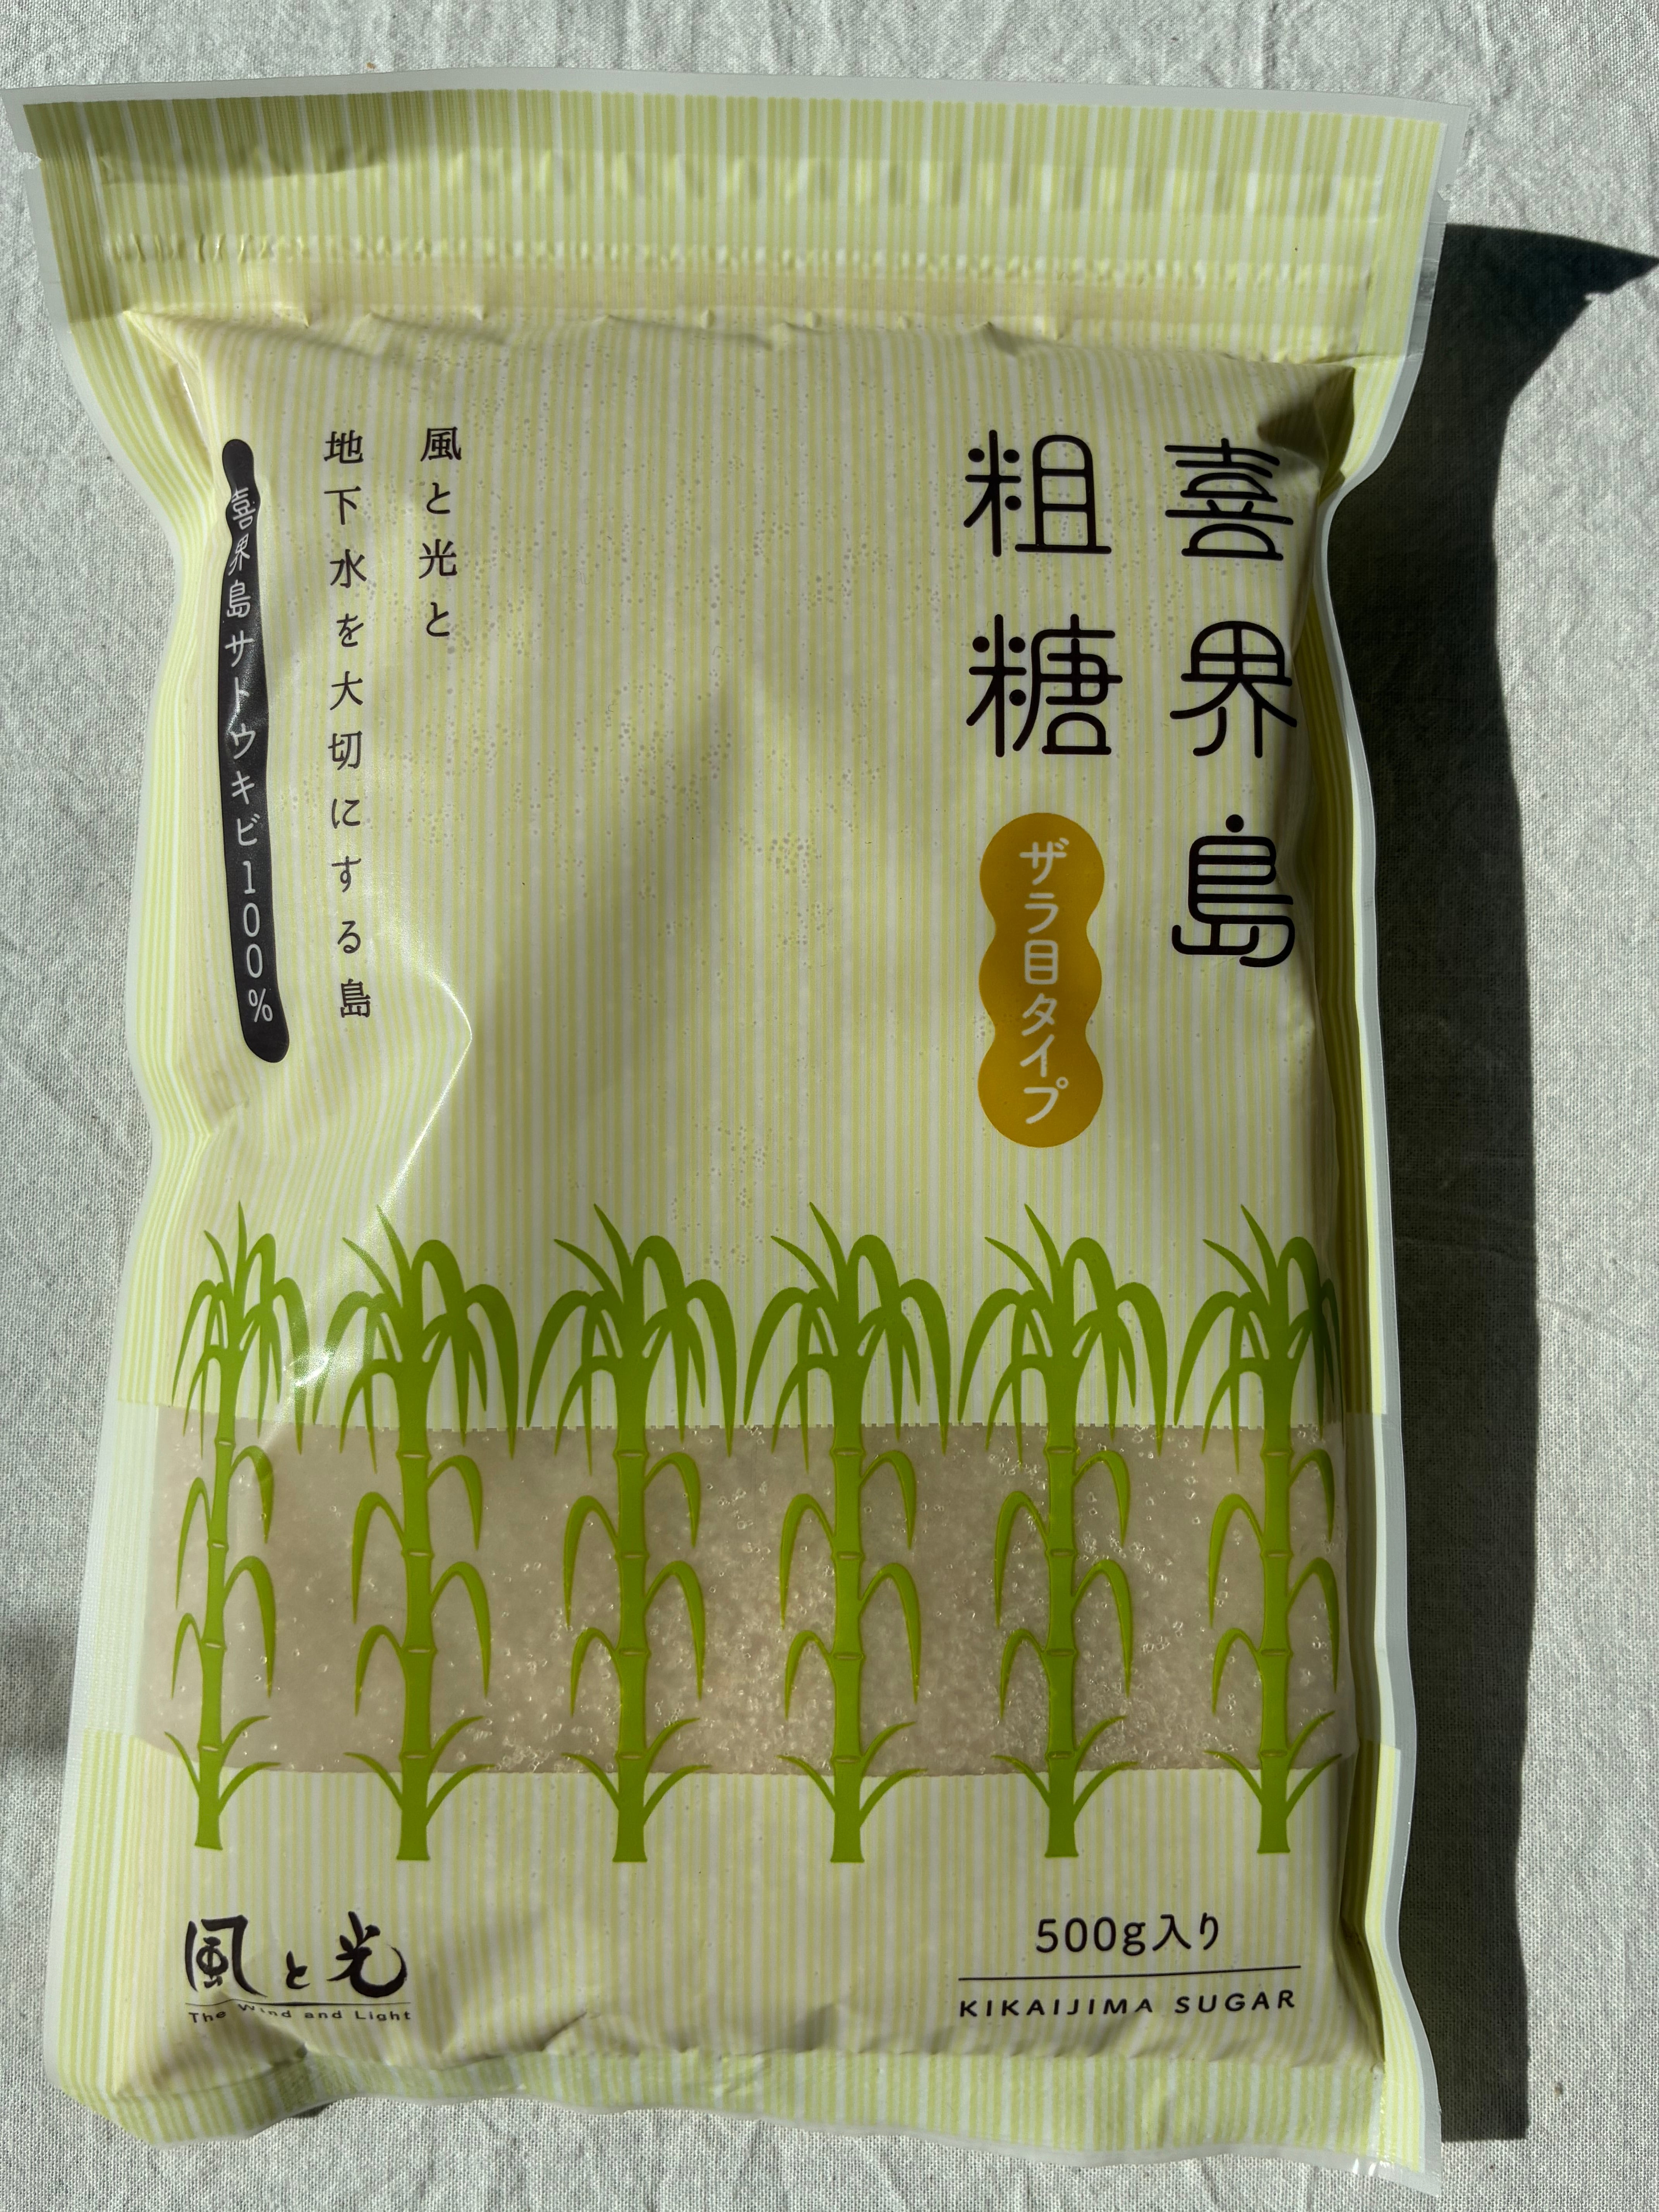 喜界島
粗糖
ザラ目タイプ
風と光と
地下水を大切にする島
喜界島サトウキビ100%
風と光
The Wind and Light
500g入り
KIKAIJIMA SUGAR